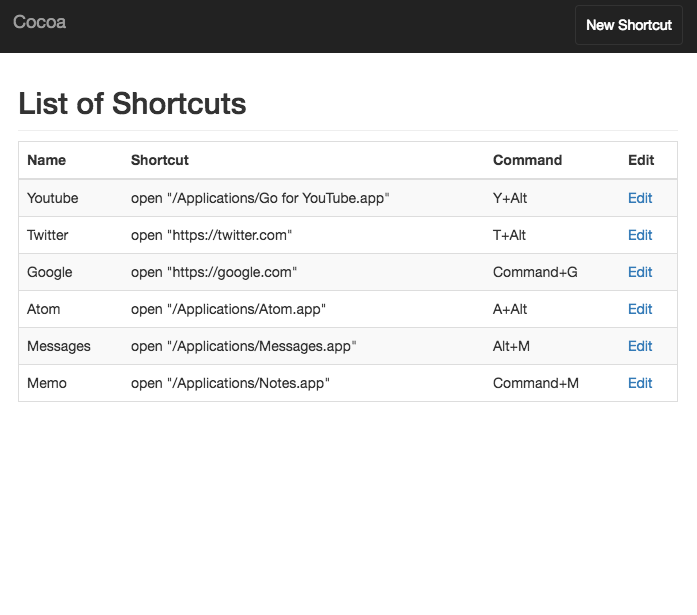 Cocoa New Shortcut
List of Shortcuts
Name Shortcut Command Edit
Youtube open "/Applications/Go for YouTube.app" Y+Alt Edit
Twitter open "https://twitter.com" T+Alt Edit
Google open "https://google.com" Command+G Edit
Atom open "/Applications/Atom.app" A+Alt Edit
Messages open "/Applications/Messages.app" Alt+M Edit
Memo open "/Applications/Notes.app" Command+M Edit